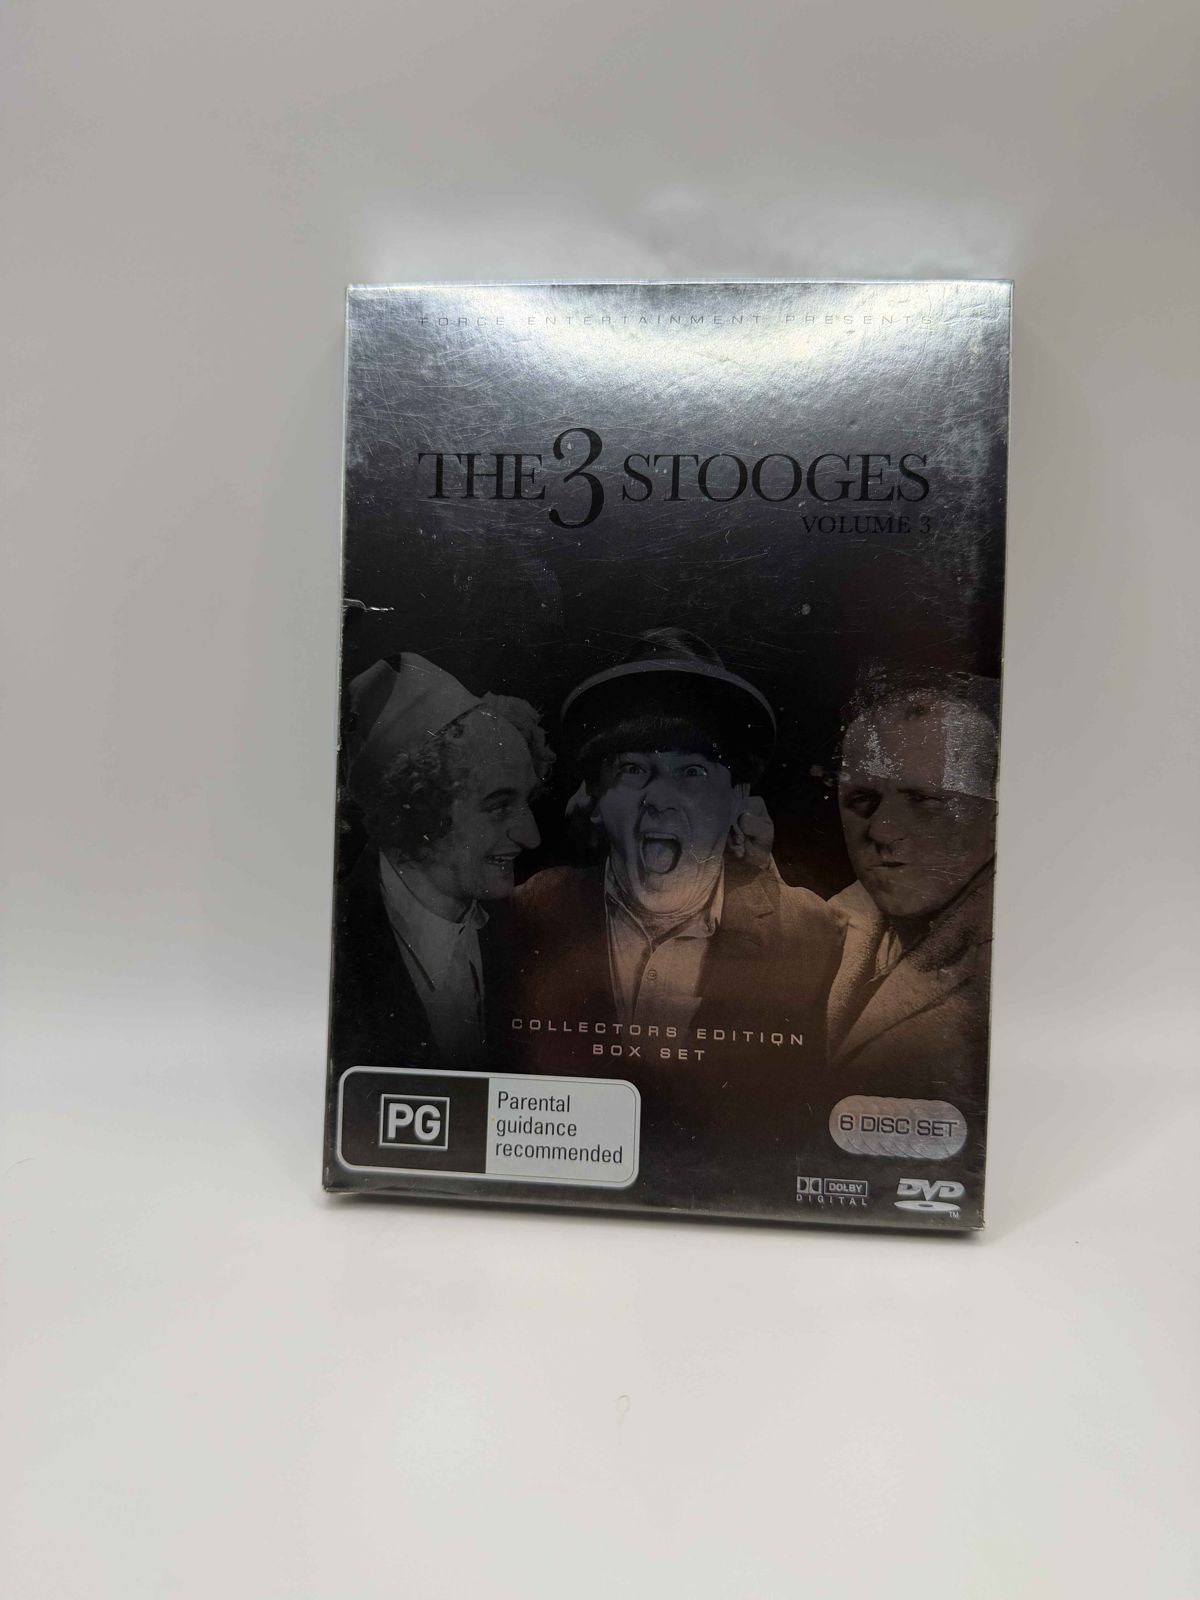 FORCE ENTERTAINMENT PRESENTS
THE 3 STOOGES
VOLUME 3
COLLECTORS EDITION
BOX SET
PG
Parental
guidance
recommended
6 DISC SET
DOLBY
DIGITAL
DVD
TM